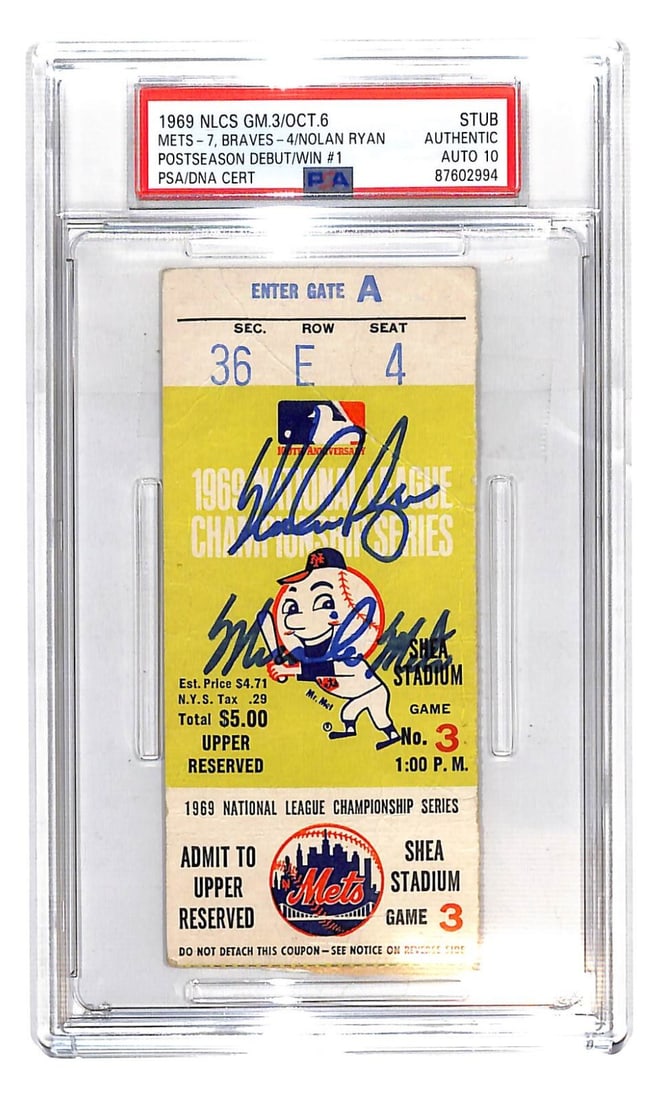 1969 NLCS GM.3/OCT.6 STUB
METS-7, BRAVES-4/NOLAN RYAN AUTHENTIC
POSTSEASON DEBUT/WIN #1 AUTO 10
PSA/DNA CERT PSA 87602994
ENTER GATE A
SEC. ROW SEAT
36 E 4
100TH ANNIVERSARY
1969 NATIONAL LEAGUE
CHAMPIONSHIP SERIES
Nolan Ryan
NY
Miracle Mets
SHEA
STADIUM
Est. Price $4.71
N.Y.S. Tax .29
Total $5.00
Mr. Met
GAME
No. 3
UPPER
RESERVED
1:00 P.M.
1969 NATIONAL LEAGUE CHAMPIONSHIP SERIES
ADMIT TO
UPPER
RESERVED
Mets
SHEA
STADIUM
GAME 3
DO NOT DETACH THIS COUPON—SEE NOTICE ON REVERSE SIDE